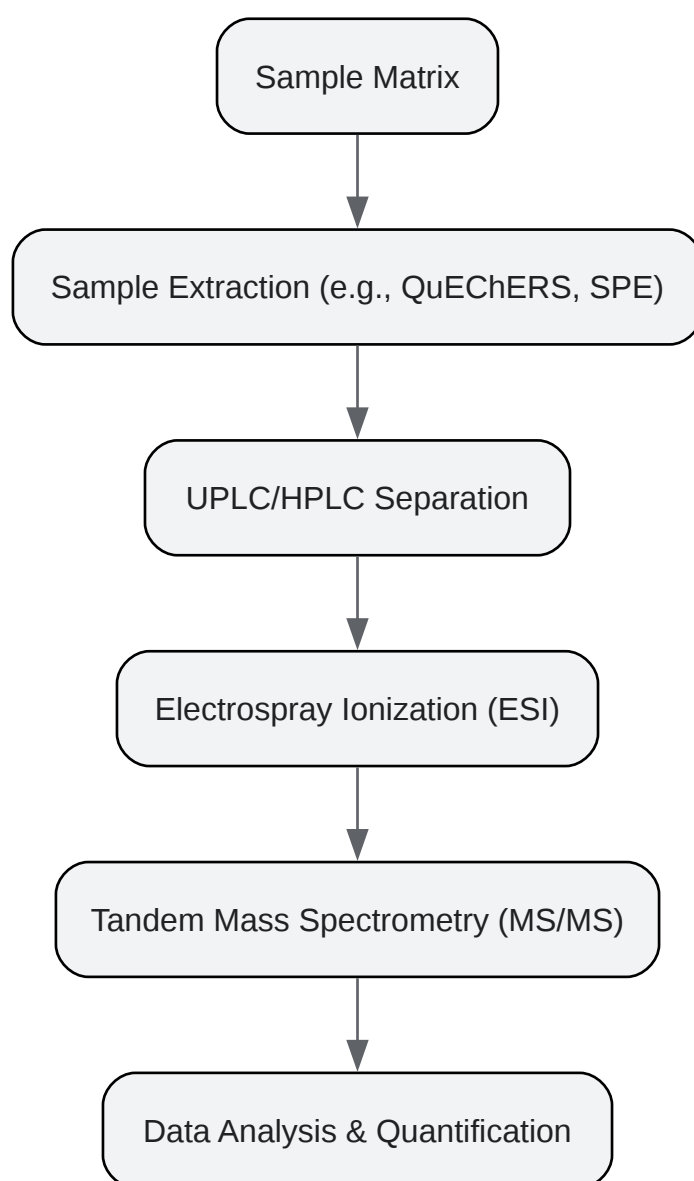 Sample Matrix
Sample Extraction (e.g., QuEChERS, SPE)
UPLC/HPLC Separation
Electrospray Ionization (ESI)
Tandem Mass Spectrometry (MS/MS)
Data Analysis & Quantification